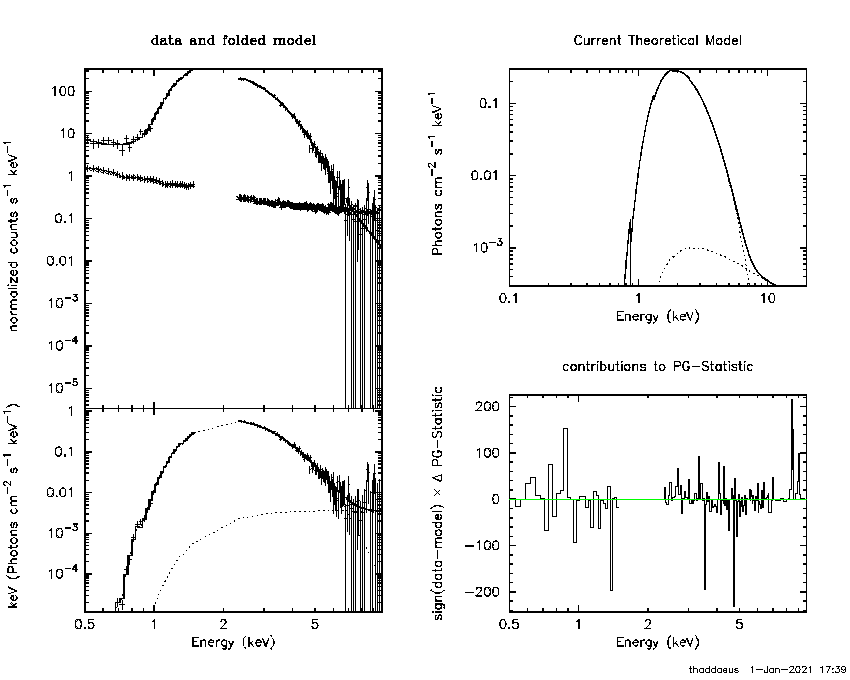 data and folded model
normalized counts s−1 keV−1
100
10
1
0.1
0.01
10−3
10−4
10−5
keV (Photons cm−2 s−1 keV−1)
1
0.1
0.01
10−3
10−4
0.5 1 2 5
Energy (keV)
Current Theoretical Model
Photons cm−2 s−1 keV−1
0.1
0.01
10−3
0.1 1 10
Energy (keV)
contributions to PG−Statistic
sign(data−model) × Δ PG−Statistic
200
100
0
−100
−200
0.5 1 2 5
Energy (keV)
thaddaeus 1−Jan−2021 17:39